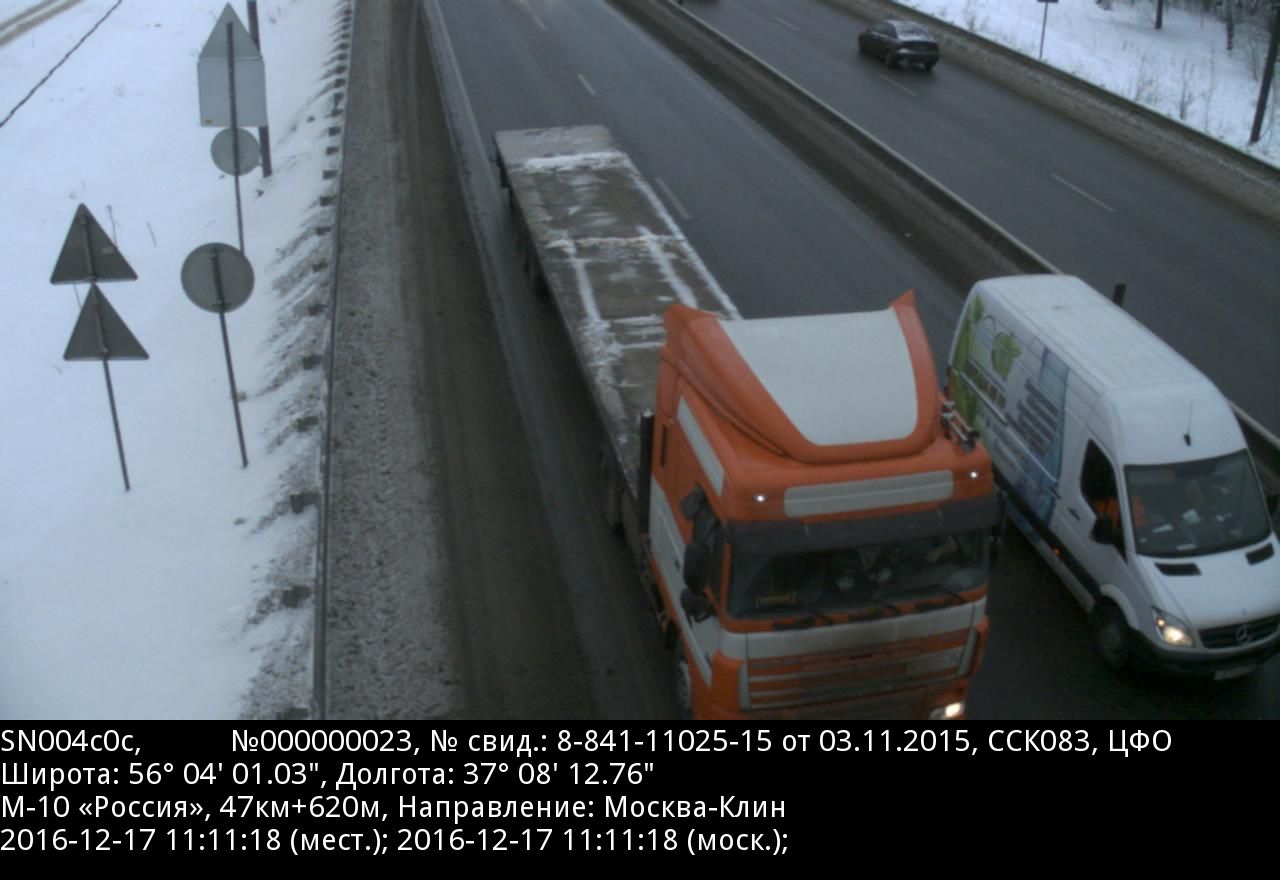 SN004c0c, №000000023, № свид.: 8-841-11025-15 от 03.11.2015, ССК083, ЦФО
Широта: 56° 04' 01.03", Долгота: 37° 08' 12.76"
М-10 «Россия», 47км+620м, Направление: Москва-Клин
2016-12-17 11:11:18 (мест.); 2016-12-17 11:11:18 (моск.);